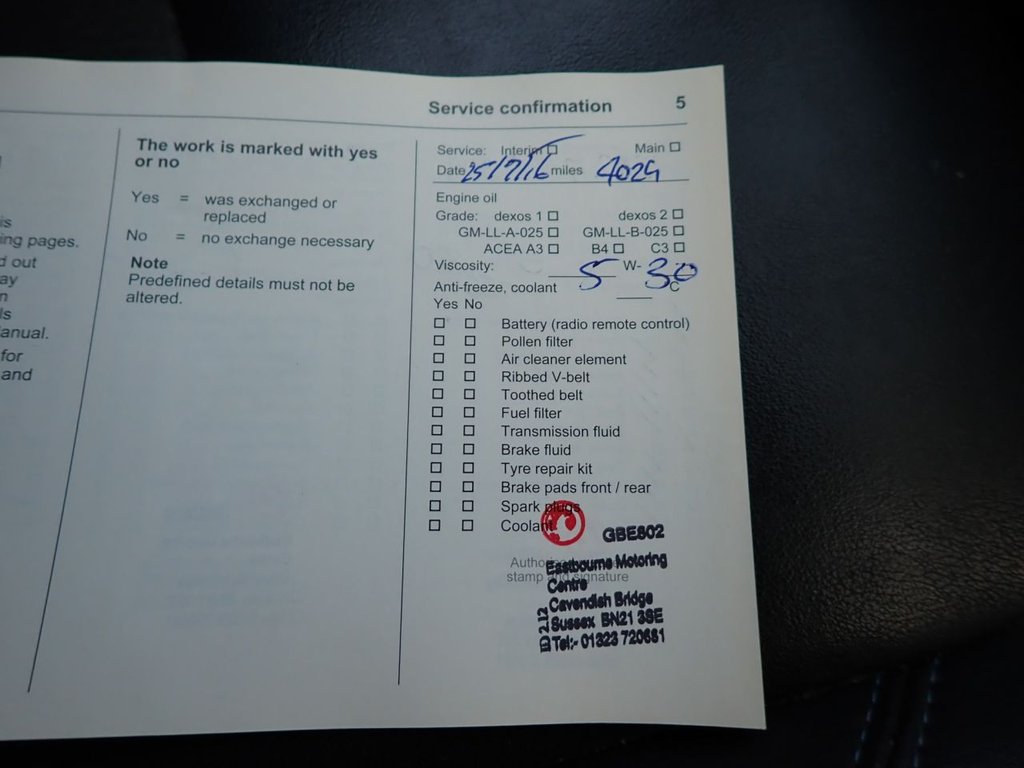 Service confirmation 5
is
ing pages.
d out
ay
n
ls
anual.
for
and
The work is marked with yes
or no
Yes = was exchanged or
replaced
No = no exchange necessary
Note
Predefined details must not be
altered.
Service: Interim Main
Date 25/7/16 miles 4029
Engine oil
Grade: dexos 1 dexos 2
GM-LL-A-025 GM-LL-B-025
ACEA A3 B4 C3
Viscosity: 5 W- 30
Anti-freeze, coolant °C
Yes No
Battery (radio remote control)
Pollen filter
Air cleaner element
Ribbed V-belt
Toothed belt
Fuel filter
Transmission fluid
Brake fluid
Tyre repair kit
Brake pads front / rear
Spark plugs
Coolant
GBE802
stamp and signature
Eastbourne Motoring
Centre
Cavendish Bridge
Sussex BN21 3SE
Tel:- 01323 720681
ID 2.12